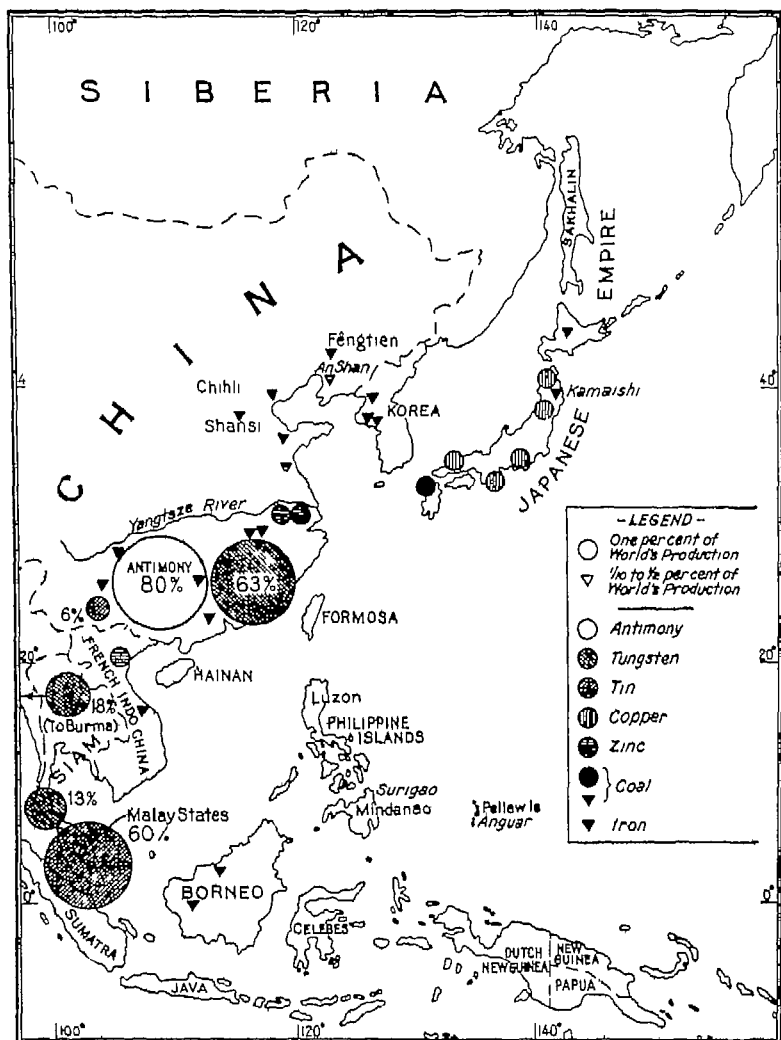 100° 120° 140°
SIBERIA
CHINA
SAKHALIN
EMPIRE
JAPANESE
Fêngtien
AnShan
4
40
Chihli
KOREA
Kamaishi
Shansi
Yangtsze River
ANTIMONY
80%
63%
6%
FORMOSA
20°
20°
FRENCH INDO CHINA
HAINAN
18%
(To Burma)
SIAM
Luzon
PHILIPPINE
ISLANDS
13%
Surigao
Mindanao
Pellew Is
Anguar
Malay States
60%
BORNEO
0°
0°
SUMATRA
CELEBES
DUTCH
NEW GUINEA
NEW
GUINEA
PAPUA
JAVA
100° 120° 140°
- LEGEND -
One per cent of
World's Production
1/10 to 1/2 per cent of
World's Production
Antimony
Tungsten
Tin
Copper
Zinc
Coal
Iron